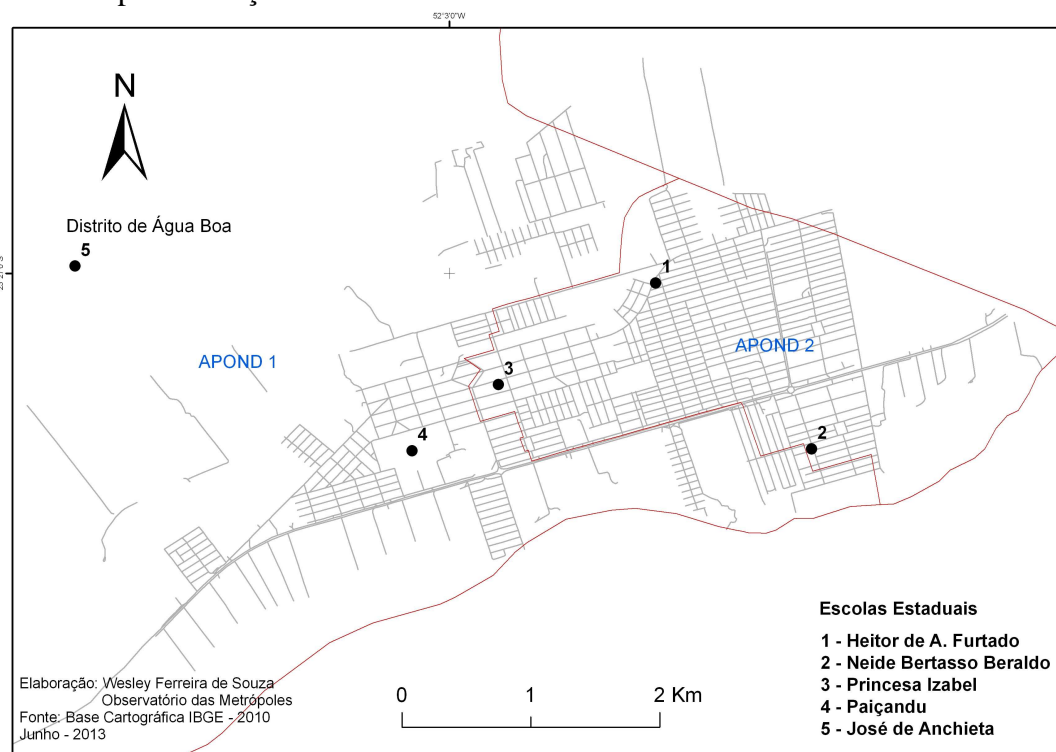 52°3'0"W
N
Distrito de Água Boa
5
1
APOND 1
APOND 2
3
4
2
Escolas Estaduais
1 - Heitor de A. Furtado
2 - Neide Bertasso Beraldo
3 - Princesa Izabel
4 - Paiçandu
5 - José de Anchieta
Elaboração: Wesley Ferreira de Souza
Observatório das Metrópoles
Fonte: Base Cartográfica IBGE - 2010
Junho - 2013
0 1 2 Km